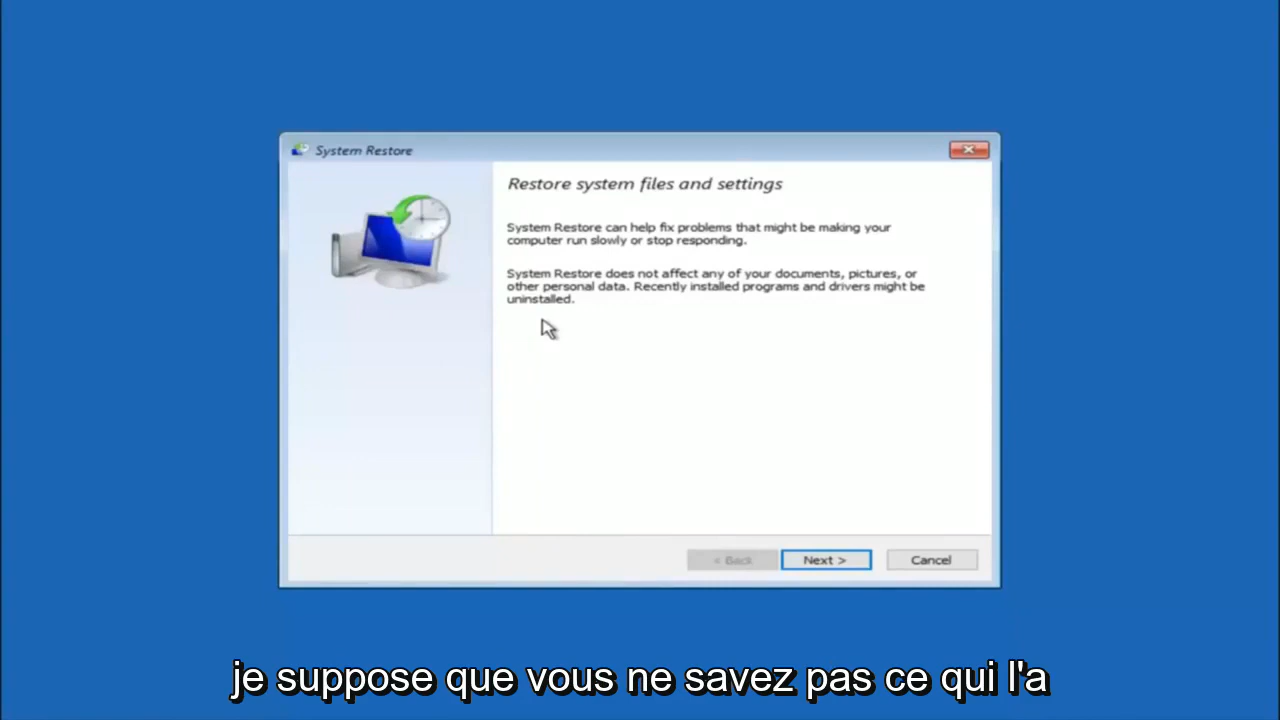 System Restore
Restore system files and settings
System Restore can help fix problems that might be making your
computer run slowly or stop responding.
System Restore does not affect any of your documents, pictures, or
other personal data. Recently installed programs and drivers might be
uninstalled.
< Back
Next >
Cancel
je suppose que vous ne savez pas ce qui l'a